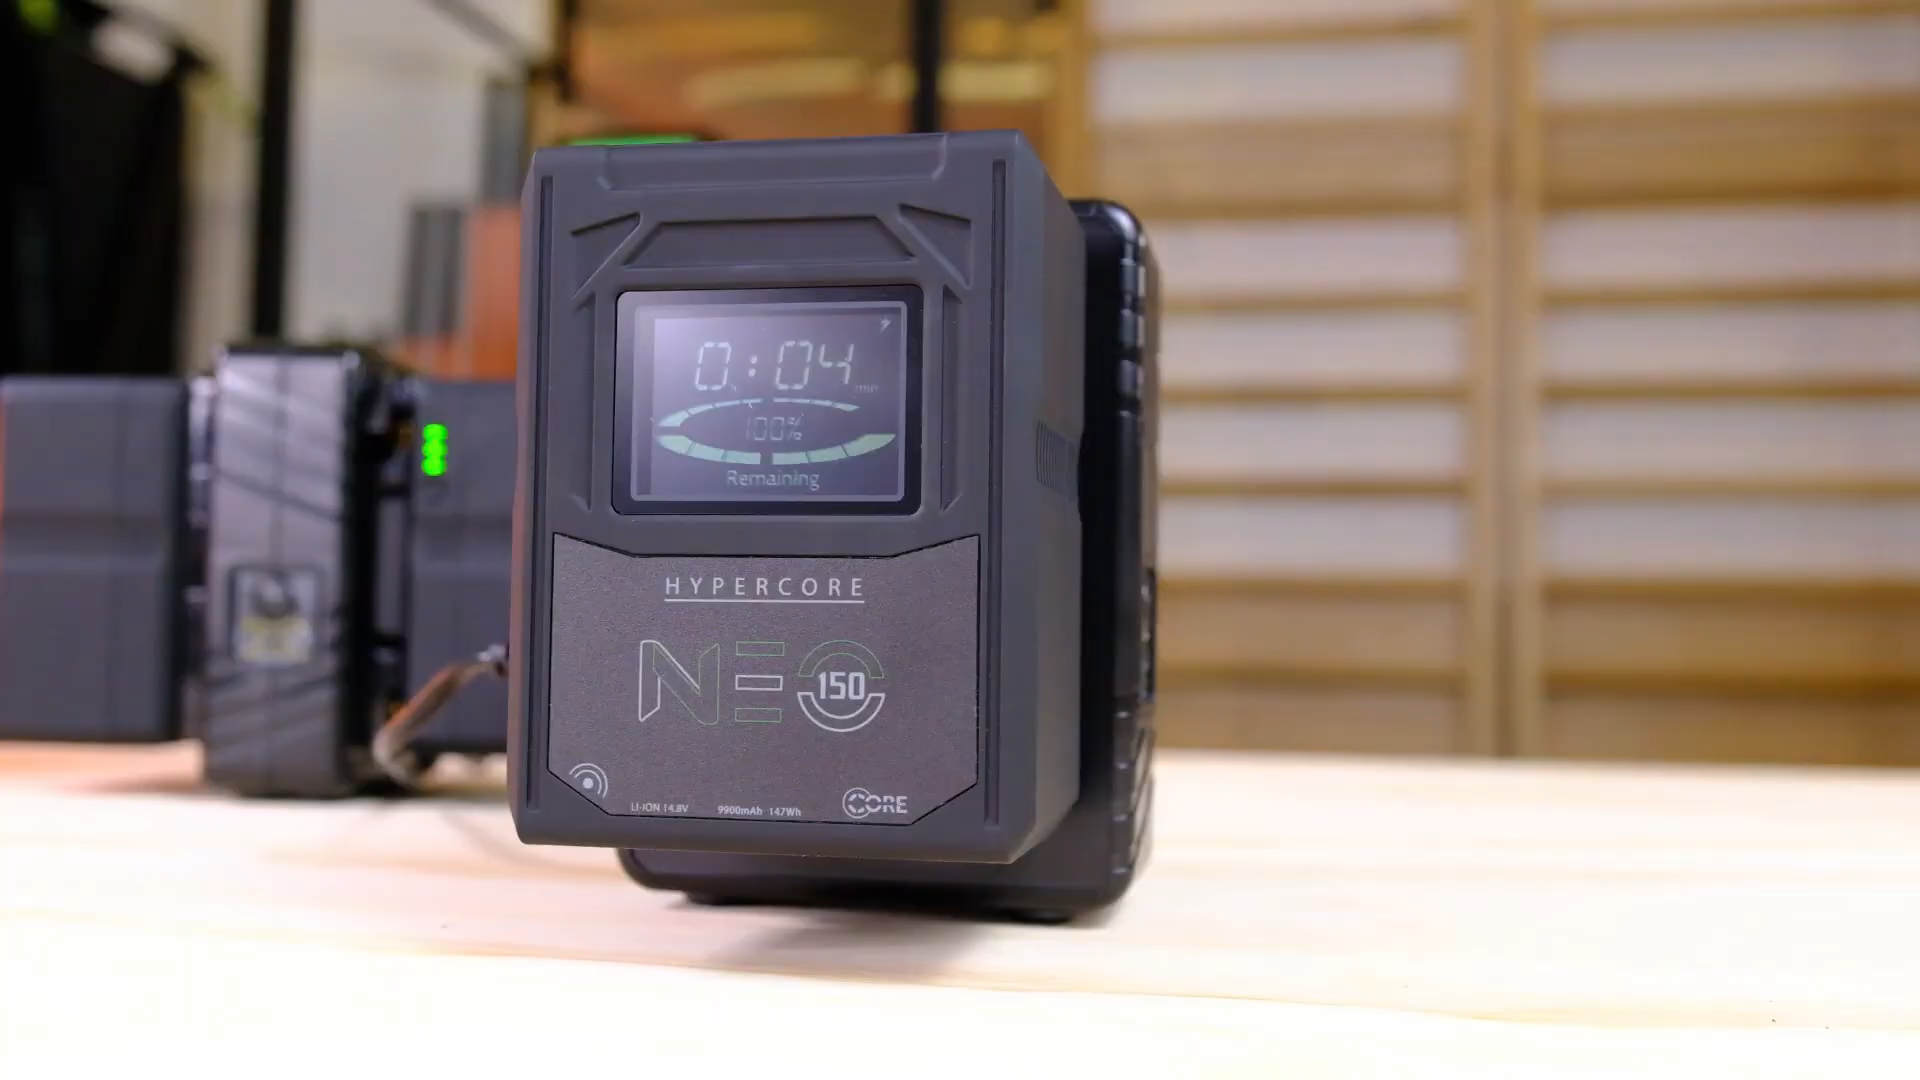 0:04 min
100%
Remaining
HYPERCORE
NEO 150
LI-ION 14.8V 9900mAh 147Wh
CORE